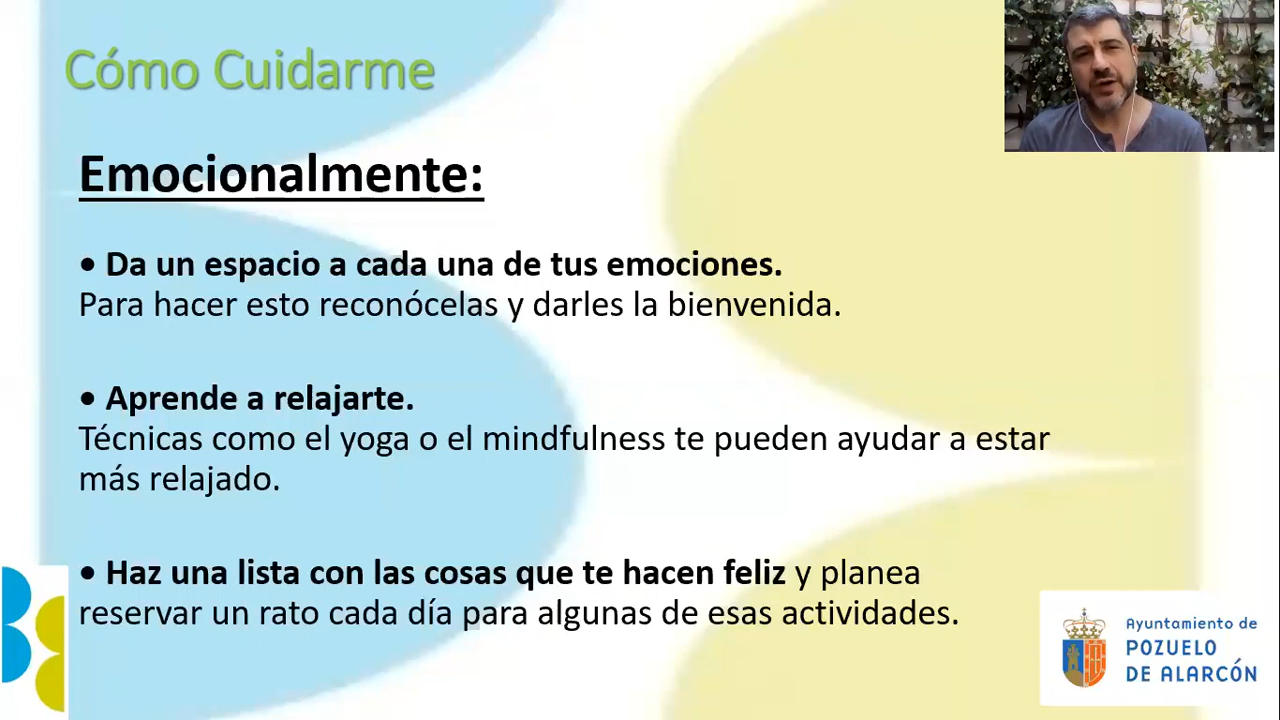 Cómo Cuidarme
Emocionalmente:
• Da un espacio a cada una de tus emociones.
Para hacer esto reconócelas y darles la bienvenida.
• Aprende a relajarte.
Técnicas como el yoga o el mindfulness te pueden ayudar a estar
más relajado.
• Haz una lista con las cosas que te hacen feliz y planea
reservar un rato cada día para algunas de esas actividades.
Ayuntamiento de
POZUELO
DE ALARCÓN